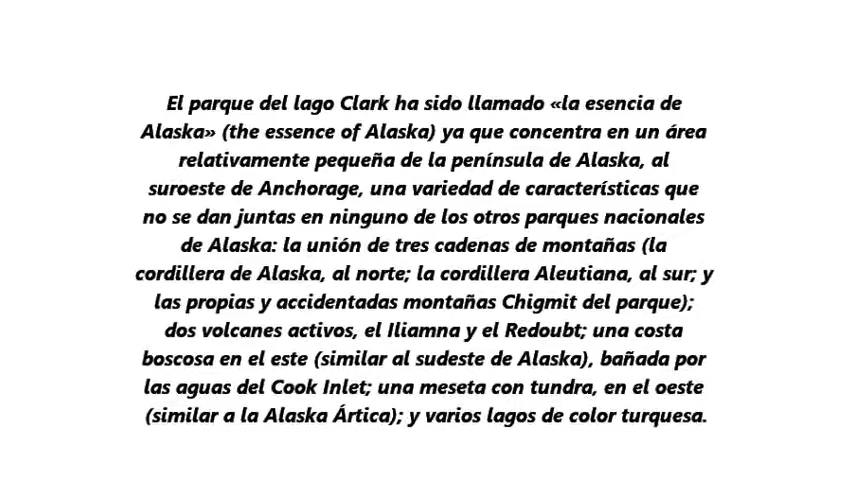 El parque del lago Clark ha sido llamado «la esencia de
Alaska» (the essence of Alaska) ya que concentra en un área
relativamente pequeña de la península de Alaska, al
suroeste de Anchorage, una variedad de características que
no se dan juntas en ninguno de los otros parques nacionales
de Alaska: la unión de tres cadenas de montañas (la
cordillera de Alaska, al norte; la cordillera Aleutiana, al sur; y
las propias y accidentadas montañas Chigmit del parque);
dos volcanes activos, el Iliamna y el Redoubt; una costa
boscosa en el este (similar al sudeste de Alaska), bañada por
las aguas del Cook Inlet; una meseta con tundra, en el oeste
(similar a la Alaska Ártica); y varios lagos de color turquesa.